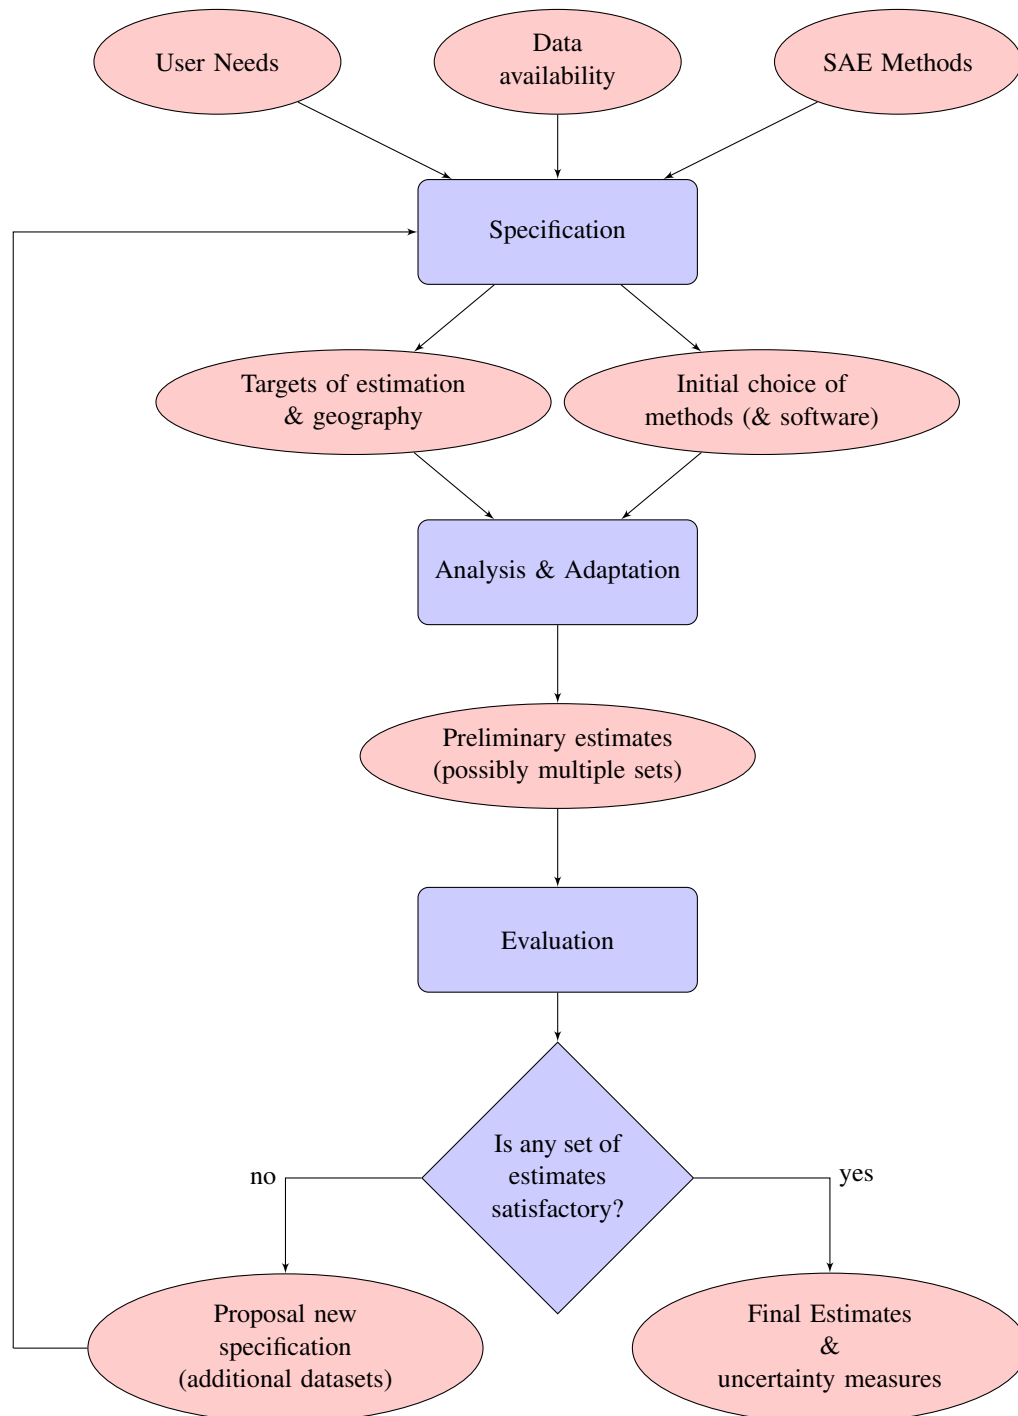 User Needs
Data
availability
SAE Methods
Specification
Targets of estimation
& geography
Initial choice of
methods (& software)
Analysis & Adaptation
Preliminary estimates
(possibly multiple sets)
Evaluation
Is any set of
estimates
satisfactory?
no
yes
Proposal new
specification
(additional datasets)
Final Estimates
&
uncertainty measures